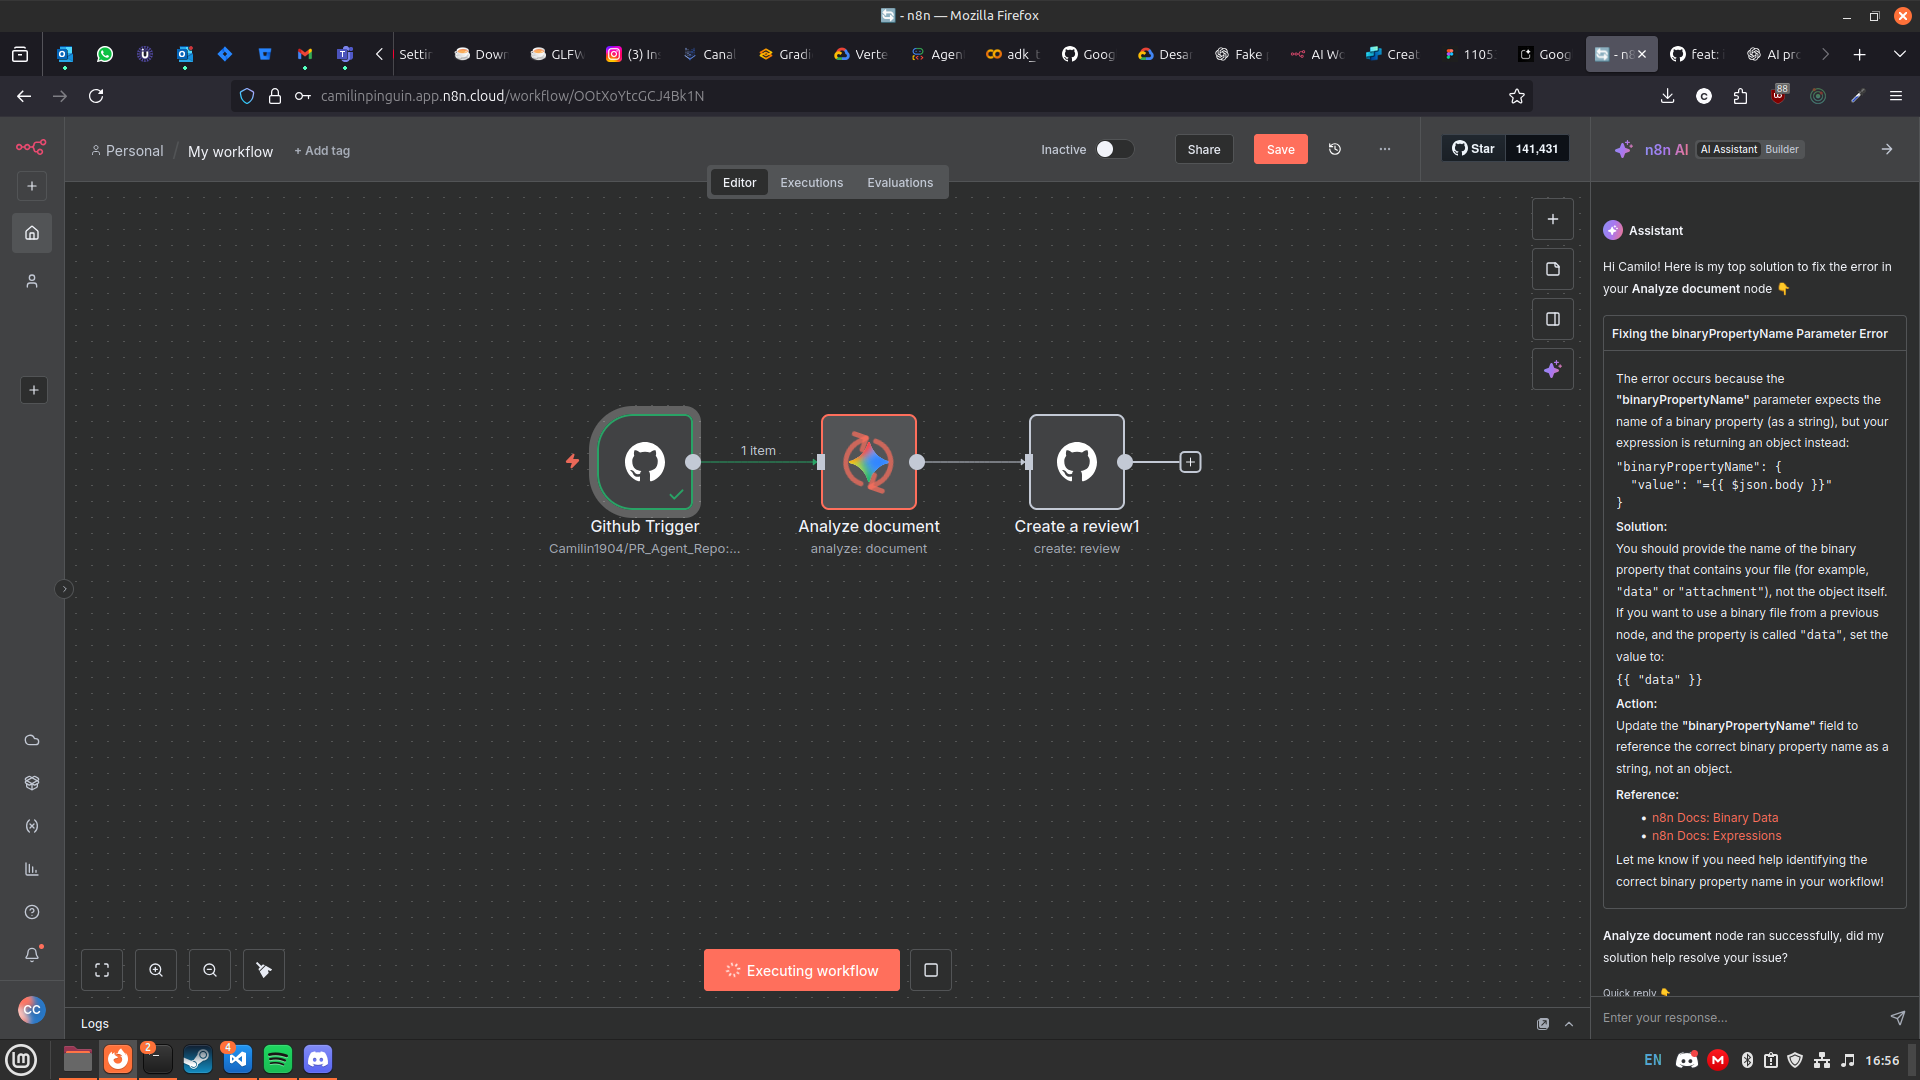 - n8n — Mozilla Firefox
Settin
Down
GLFW
(3) Ins
Canal
Gradi
Verte
Agen
adk_t
Goog
Desa
Fake
AI Wo
Creat
1105
Goog
- n8
feat:
AI pro
camilinpinguin.app.n8n.cloud/workflow/OOtXoYtcGCJ4Bk1N
88
Personal / My workflow + Add tag
Inactive
Share
Save
Star 141,431
n8n AI AI Assistant Builder
Editor Executions Evaluations
Assistant
Hi Camilo! Here is my top solution to fix the error in
your Analyze document node 👇
Fixing the binaryPropertyName Parameter Error
The error occurs because the
"binaryPropertyName" parameter expects the
name of a binary property (as a string), but your
expression is returning an object instead:
"binaryPropertyName": {
"value": "={{ $json.body }}"
}
Solution:
You should provide the name of the binary
property that contains your file (for example,
"data" or "attachment"), not the object itself.
If you want to use a binary file from a previous
node, and the property is called "data", set the
value to:
{{ "data" }}
Action:
Update the "binaryPropertyName" field to
reference the correct binary property name as a
string, not an object.
Reference:
• n8n Docs: Binary Data
• n8n Docs: Expressions
Let me know if you need help identifying the
correct binary property name in your workflow!
Analyze document node ran successfully, did my
solution help resolve your issue?
Quick reply 👇
Enter your response...
1 item
Github Trigger
Camilin1904/PR_Agent_Repo:...
Analyze document
analyze: document
Create a review1
create: review
Executing workflow
CC
Logs
2
4
EN
16:56